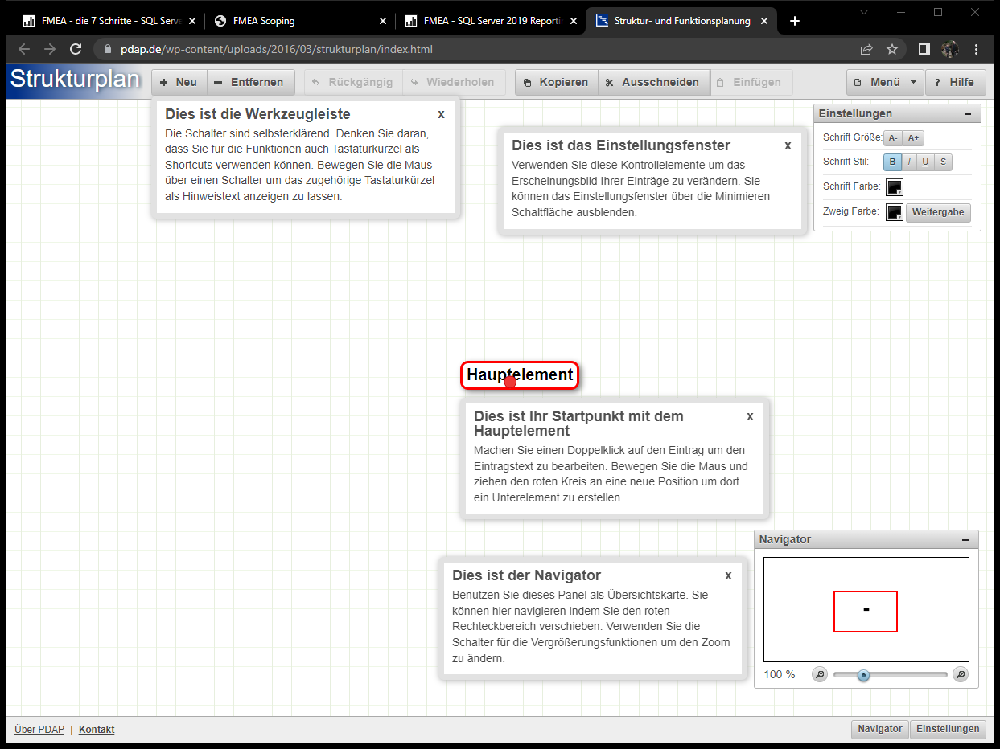 FMEA - die 7 Schritte - SQL Serve
FMEA Scoping
FMEA - SQL Server 2019 Reporti
Struktur- und Funktionsplanung
pdap.de/wp-content/uploads/2016/03/strukturplan/index.html
Strukturplan
Neu
Entfernen
Rückgängig
Wiederholen
Kopieren
Ausschneiden
Einfügen
Menü
? Hilfe
Dies ist die Werkzeugleiste x
Die Schalter sind selbsterklärend. Denken Sie daran,
dass Sie für die Funktionen auch Tastaturkürzel als
Shortcuts verwenden können. Bewegen Sie die Maus
über einen Schalter um das zugehörige Tastaturkürzel
als Hinweistext anzeigen zu lassen.
Dies ist das Einstellungsfenster x
Verwenden Sie diese Kontrollelemente um das
Erscheinungsbild Ihrer Einträge zu verändern. Sie
können das Einstellungsfenster über die Minimieren
Schaltfläche ausblenden.
Einstellungen
Schrift Größe: A- A+
Schrift Stil: B I U S
Schrift Farbe:
Zweig Farbe: Weitergabe
Hauptelement
Dies ist Ihr Startpunkt mit dem x
Hauptelement
Machen Sie einen Doppelklick auf den Eintrag um den
Eintragstext zu bearbeiten. Bewegen Sie die Maus und
ziehen den roten Kreis an eine neue Position um dort
ein Unterelement zu erstellen.
Dies ist der Navigator x
Benutzen Sie dieses Panel als Übersichtskarte. Sie
können hier navigieren indem Sie den roten
Rechteckbereich verschieben. Verwenden Sie die
Schalter für die Vergrößerungsfunktionen um den Zoom
zu ändern.
Navigator
100 %
Über PDAP | Kontakt
Navigator
Einstellungen